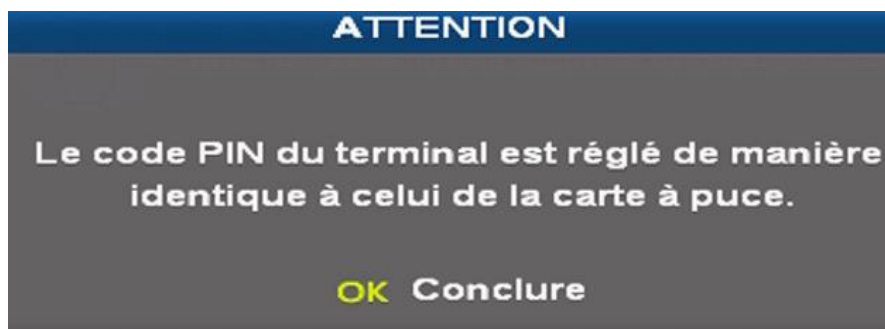 ATTENTION
Le code PIN du terminal est réglé de manière
identique à celui de la carte à puce.
OK Conclure